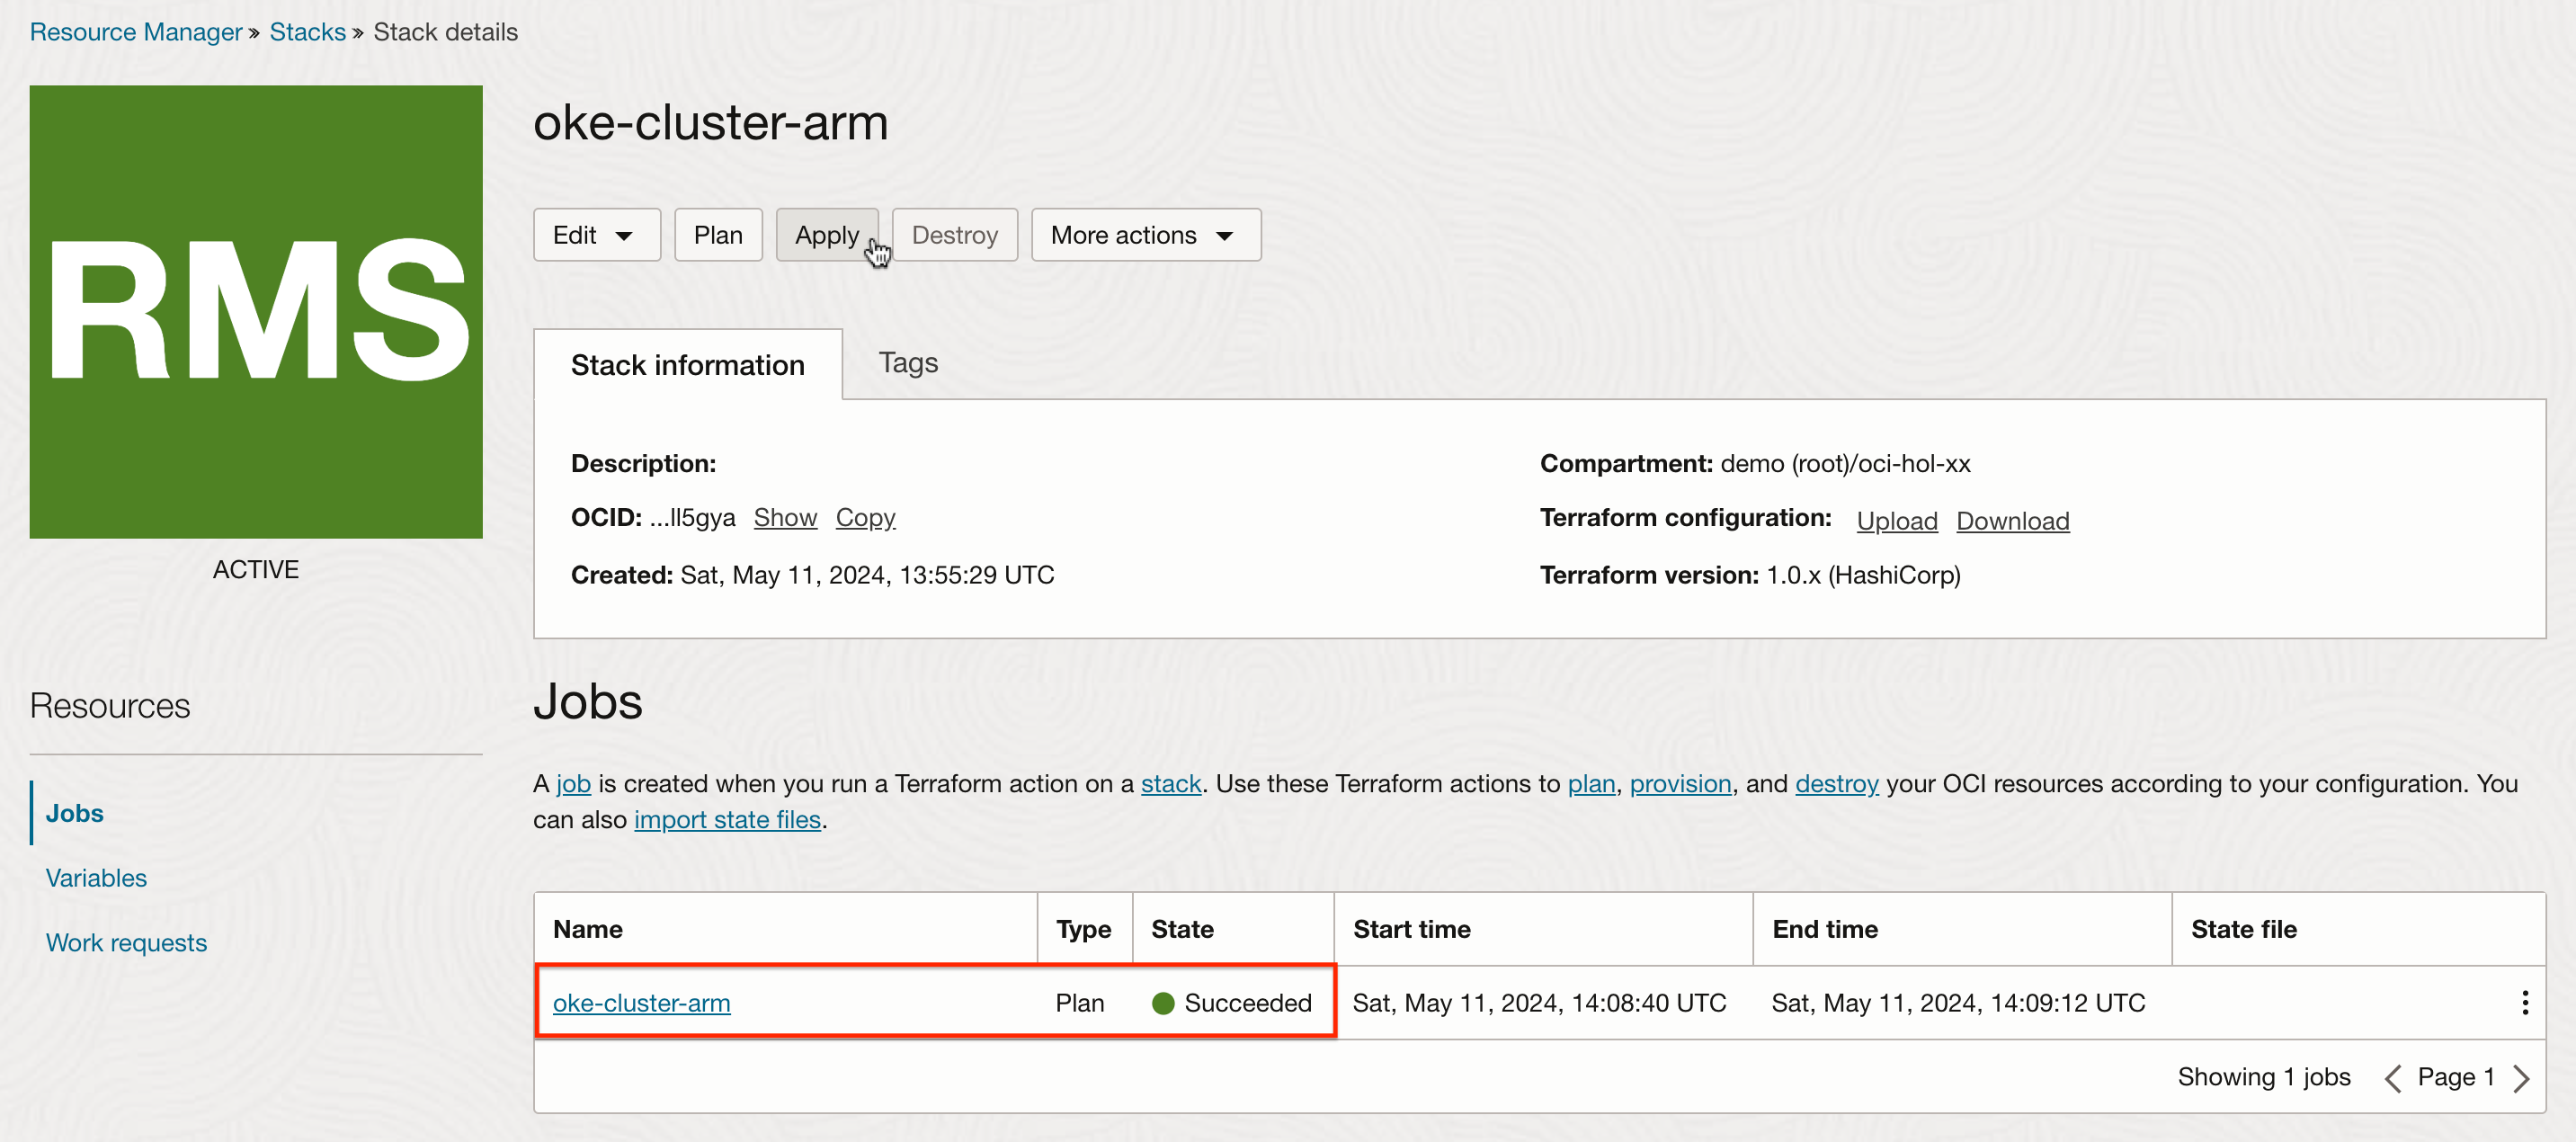 Resource Manager » Stacks » Stack details
RMS
ACTIVE
oke-cluster-arm
Edit Plan Apply Destroy More actions
Stack information Tags
Description:
Compartment: demo (root)/oci-hol-xx
OCID: ...ll5gya Show Copy
Terraform configuration: Upload Download
Created: Sat, May 11, 2024, 13:55:29 UTC
Terraform version: 1.0.x (HashiCorp)
Resources
Jobs
Variables
Work requests
Jobs
A job is created when you run a Terraform action on a stack. Use these Terraform actions to plan, provision, and destroy your OCI resources according to your configuration. You
can also import state files.
Name Type State Start time End time State file
oke-cluster-arm Plan Succeeded Sat, May 11, 2024, 14:08:40 UTC Sat, May 11, 2024, 14:09:12 UTC
Showing 1 jobs Page 1